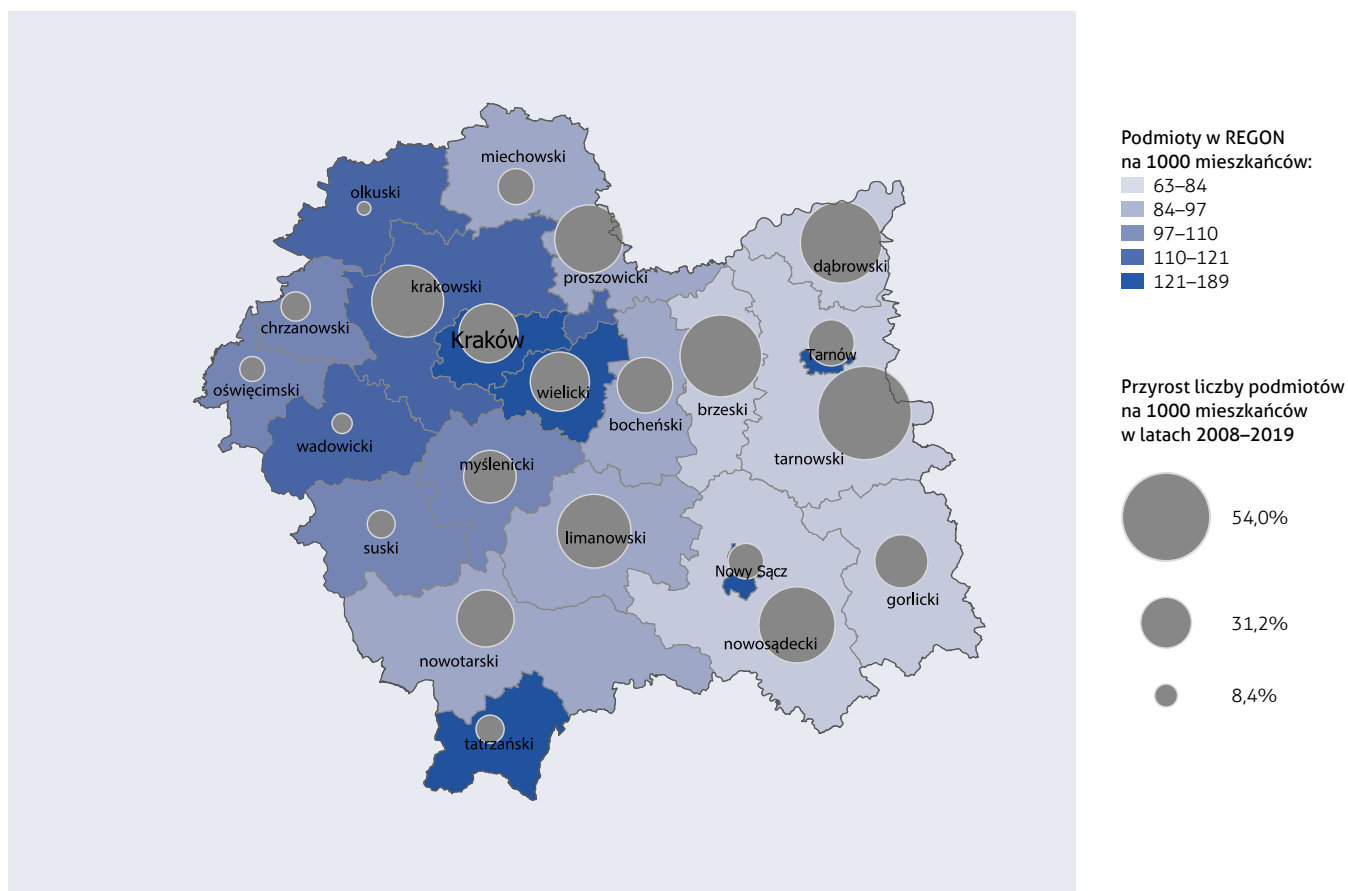 miechowski
olkuski
dąbrowski
proszowicki
krakowski
chrzanowski
Kraków
Tarnów
oświęcimski
wielicki
brzeski
bocheński
wadowicki
tarnowski
myślenicki
limanowski
suski
Nowy Sącz
gorlicki
nowosądecki
nowotarski
tatrzański
Podmioty w REGON
na 1000 mieszkańców:
63–84
84–97
97–110
110–121
121–189
Przyrost liczby podmiotów
na 1000 mieszkańców
w latach 2008–2019
54,0%
31,2%
8,4%